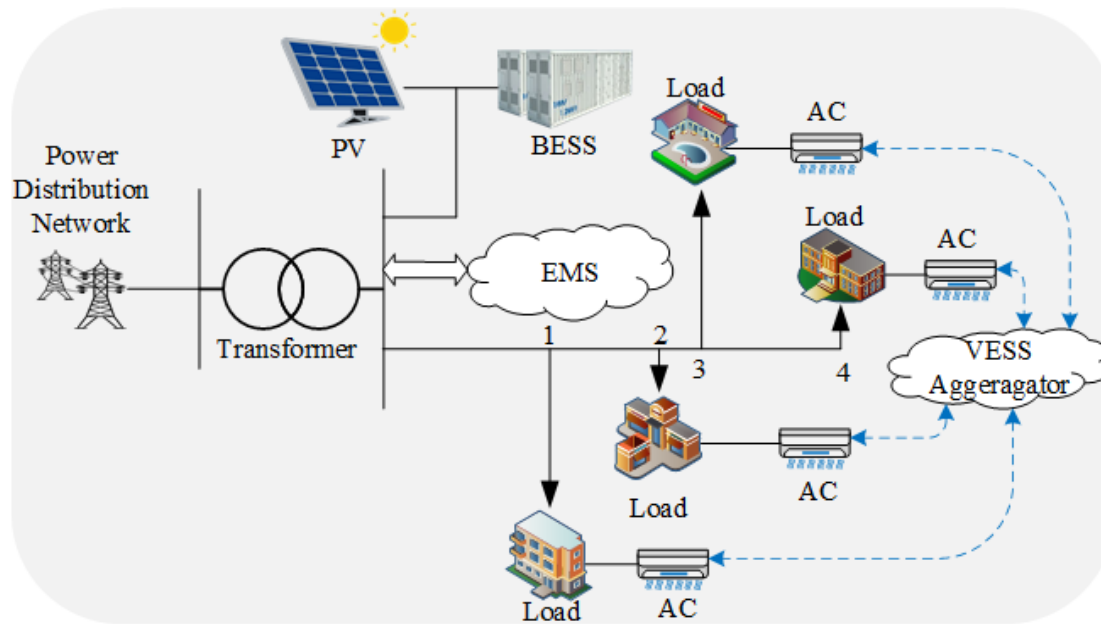 PV
BESS
Load
AC
Power
Distribution
Network
Load
AC
EMS
Transformer
1
2
3
4
VESS
Aggeragator
Load
AC
Load
AC